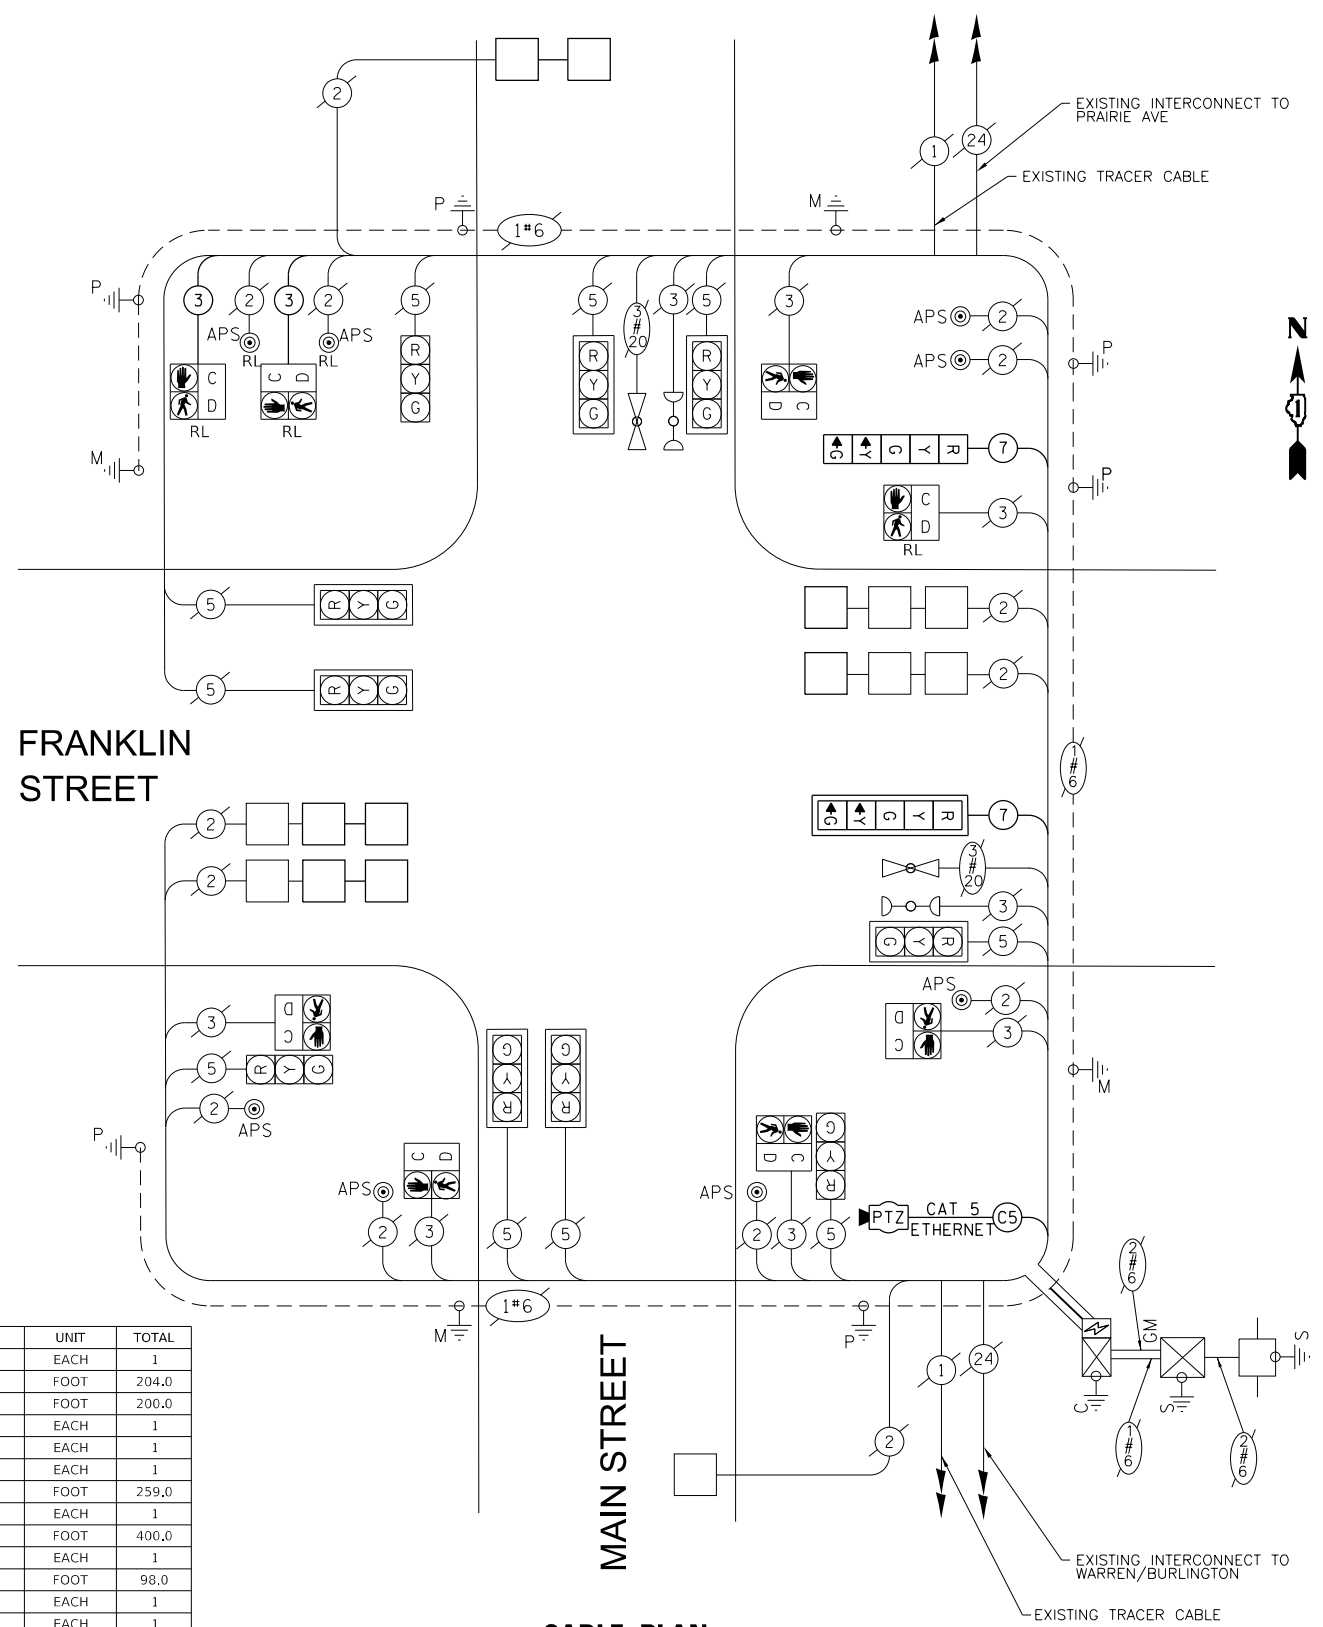 2
EXISTING INTERCONNECT TO
PRAIRIE AVE
1
24
EXISTING TRACER CABLE
P
M
1#6
P
3
2
3
2
5
5
3
#
20
3
5
3
APS
2
APS
APS
RL
RL
APS
2
P
N
R
Y
G
R
Y
G
R
Y
G
C
D
RL
C D
RL
D C
1
G Y G Y R
7
M
P
C
D
RL
3
5
R Y G
2
5
R Y G
2
FRANKLIN
STREET
1
#
6
2
G Y G Y R
7
2
3
#
20
3
G Y R
5
APS
2
D
C
3
3
D
C
5
R Y G
2
APS
G
Y
R
G
Y
R
M
P
C D
D C
G
Y
R
APS
APS
2
3
5
5
2
3
5
PTZ
CAT 5
ETHERNET
C5
2
#
6
1#6
M
P
GM
S
C
S
1
#
6
2
#
6
1
24
2
MAIN STREET
UNIT TOTAL
EACH 1
FOOT 204.0
FOOT 200.0
EACH 1
EACH 1
EACH 1
FOOT 259.0
EACH 1
FOOT 400.0
EACH 1
FOOT 98.0
EACH 1
EACH 1
EXISTING INTERCONNECT TO
WARREN/BURLINGTON
EXISTING TRACER CABLE
CABLE PLAN